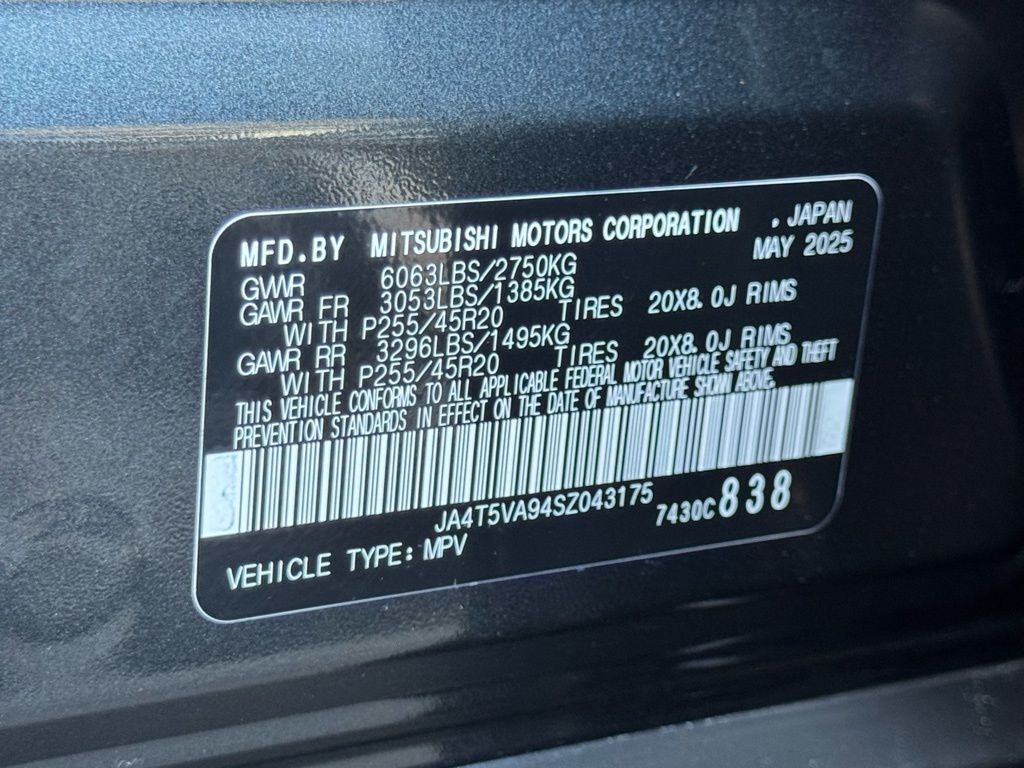 MFD.BY MITSUBISHI MOTORS CORPORATION , JAPAN
MAY 2025
GWWR 6063LBS/2750KG
GAWR FR 3053LBS/1385KG
WITH P255/45R20 TIRES 20X8.0J RIMS
GAWR RR 3296LBS/1495KG
WITH P255/45R20 TIRES 20X8.0J RIMS
THIS VEHICLE CONFORMS TO ALL APPLICABLE FEDERAL MOTOR VEHICLE SAFETY AND THEFT
PREVENTION STANDARDS IN EFFECT ON THE DATE OF MANUFACTURE SHOWN ABOVE.
JA4T5VA94SZ043175 7430C838
VEHICLE TYPE: MPV